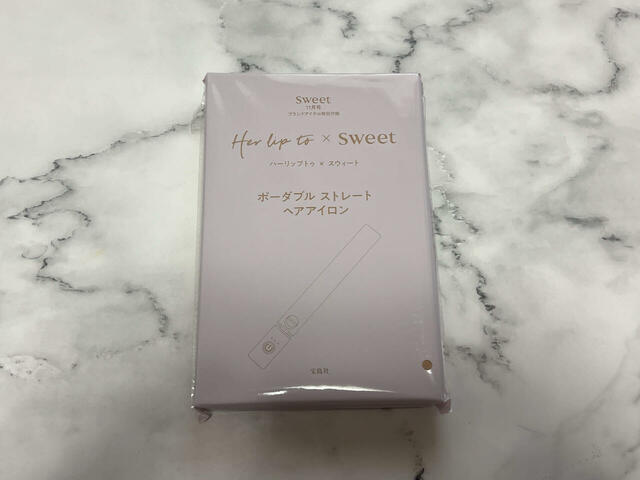 sweet
11月号
ブランドアイテム特別付録
Her lip to × sweet
ハーリップトゥ × スウィート
ポータブル ストレート
ヘアアイロン
宝島社